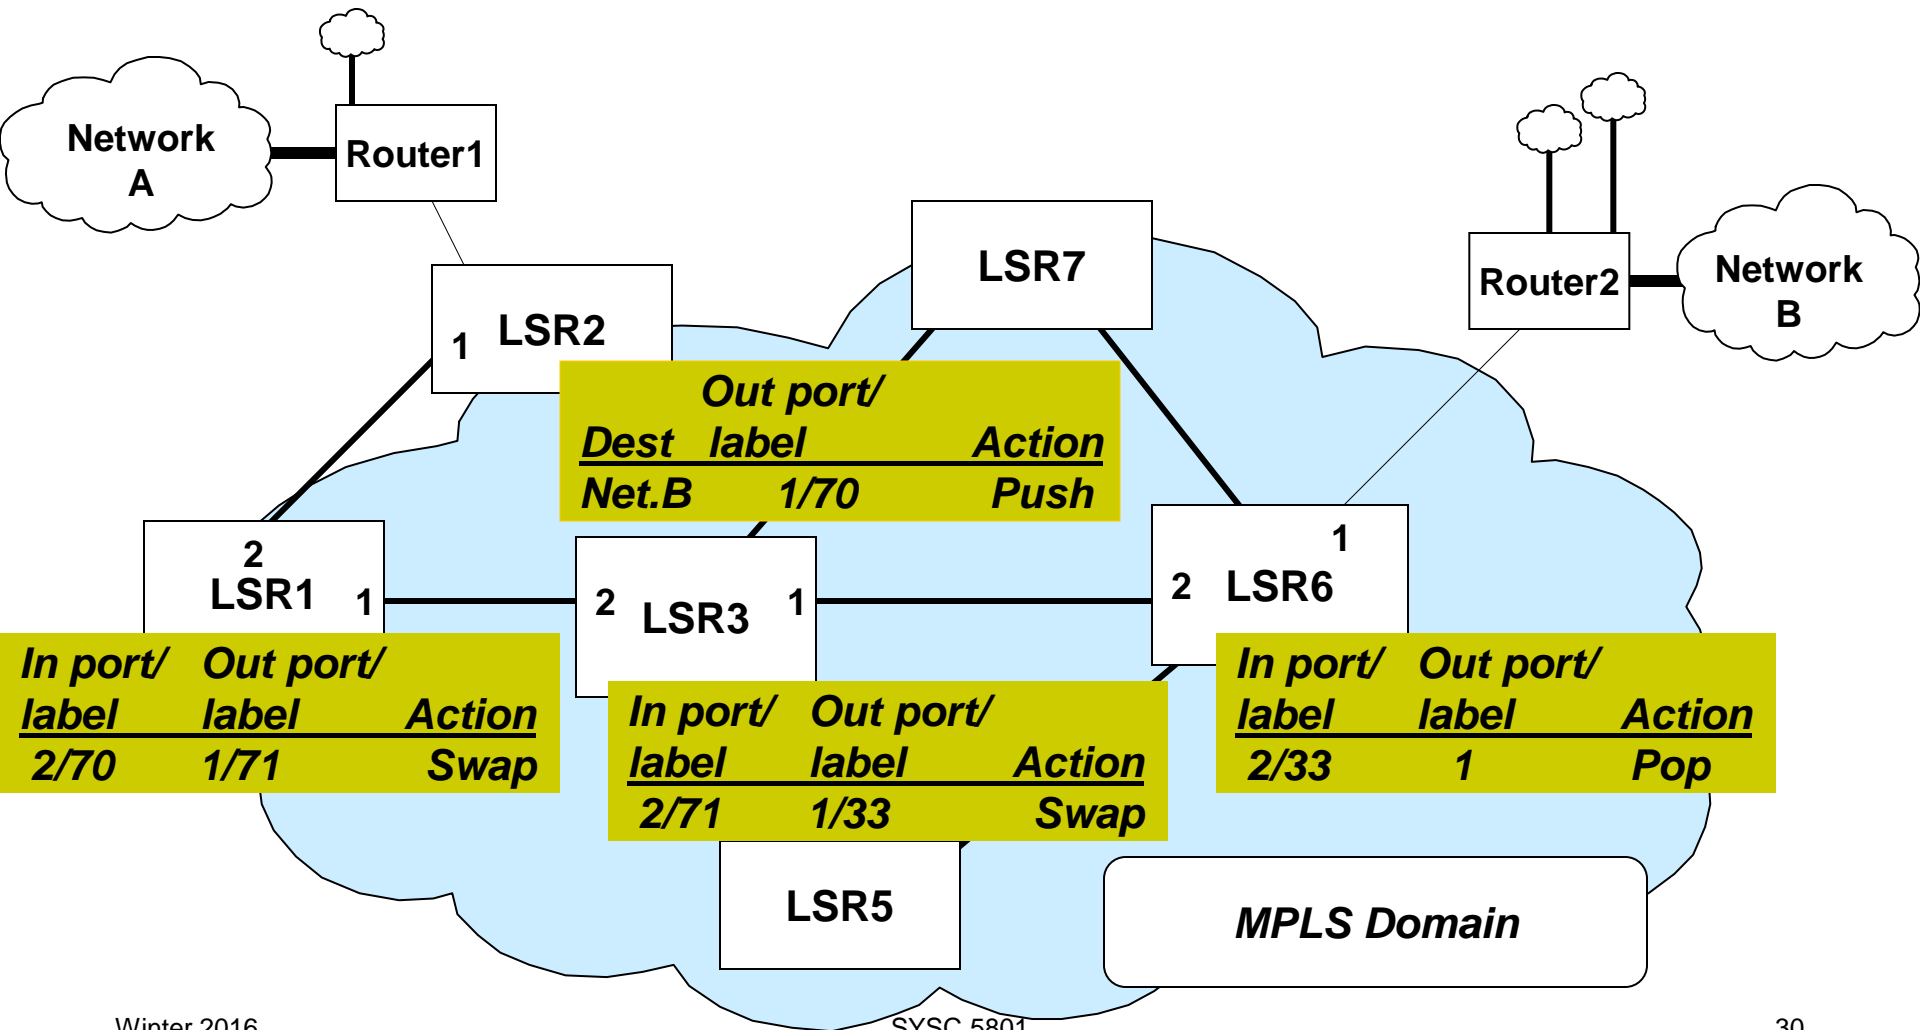 Network
A
Router1
LSR7
Router2
Network
B
1 LSR2
Out port/
Dest label Action
Net.B 1/70 Push
2
LSR1 1
2 LSR3 1
1
2 LSR6
In port/ Out port/
label label Action
2/70 1/71 Swap
In port/ Out port/
label label Action
2/71 1/33 Swap
In port/ Out port/
label label Action
2/33 1 Pop
LSR5
MPLS Domain
Winter 2016
SYSC 5801
30